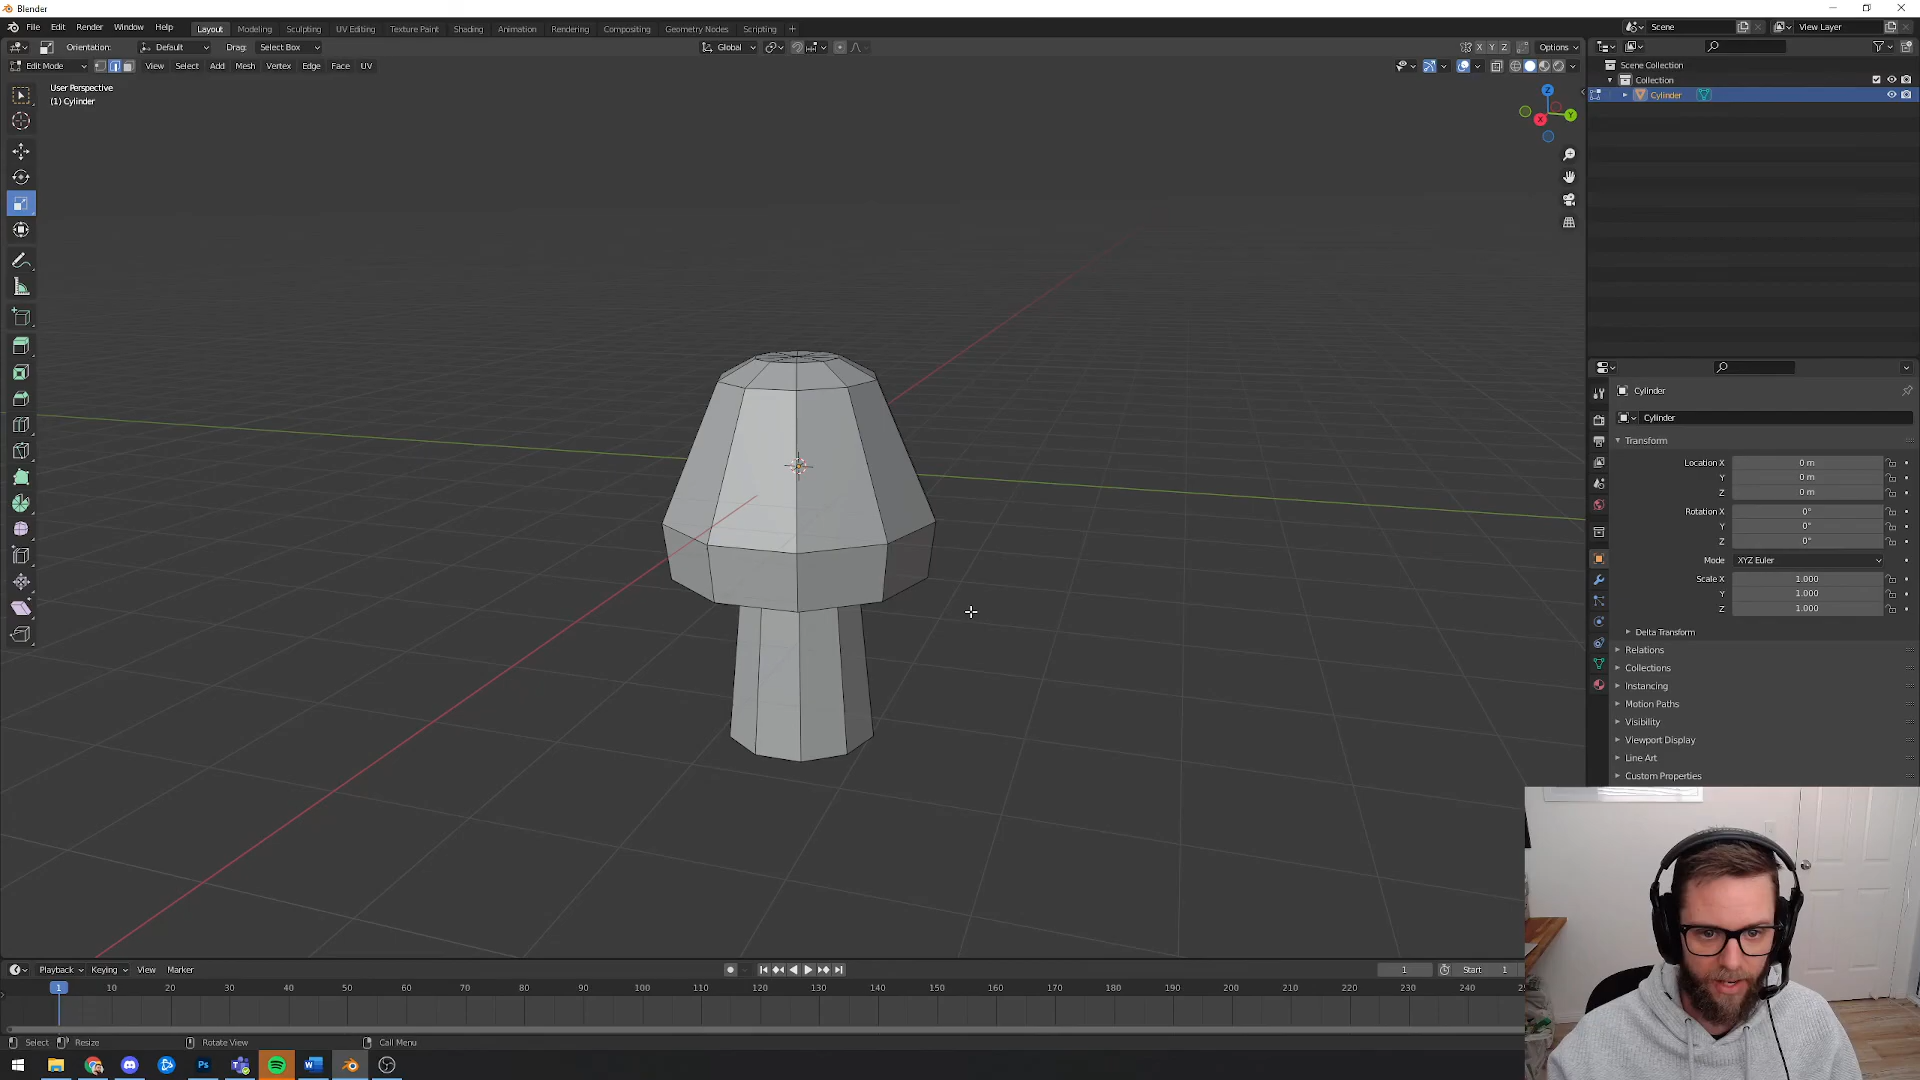 Blender
File Edit Render Window Help
Layout Modeling Sculpting UV Editing Texture Paint Shading Animation Rendering Compositing Geometry Nodes Scripting +
Scene View Layer
Orientation: Default Drag: Select Box
Global
X Y Z Options
Edit Mode View Select Add Mesh Vertex Edge Face UV
User Perspective
(1) Cylinder
Z
Y
X
Scene Collection
Collection
Cylinder
Cylinder
Cylinder
Transform
Location X 0 m
Y 0 m
Z 0 m
Rotation X 0°
Y 0°
Z 0°
Mode XYZ Euler
Scale X 1.000
Y 1.000
Z 1.000
Delta Transform
Relations
Collections
Instancing
Motion Paths
Visibility
Viewport Display
Line Art
Custom Properties
Playback Keying View Marker
1 Start 1
1 10 20 30 40 50 60 70 80 90 100 110 120 130 140 150 160 170 180 190 200 210 220 230 240 250
Select Resize Rotate View Call Menu
Ps
W